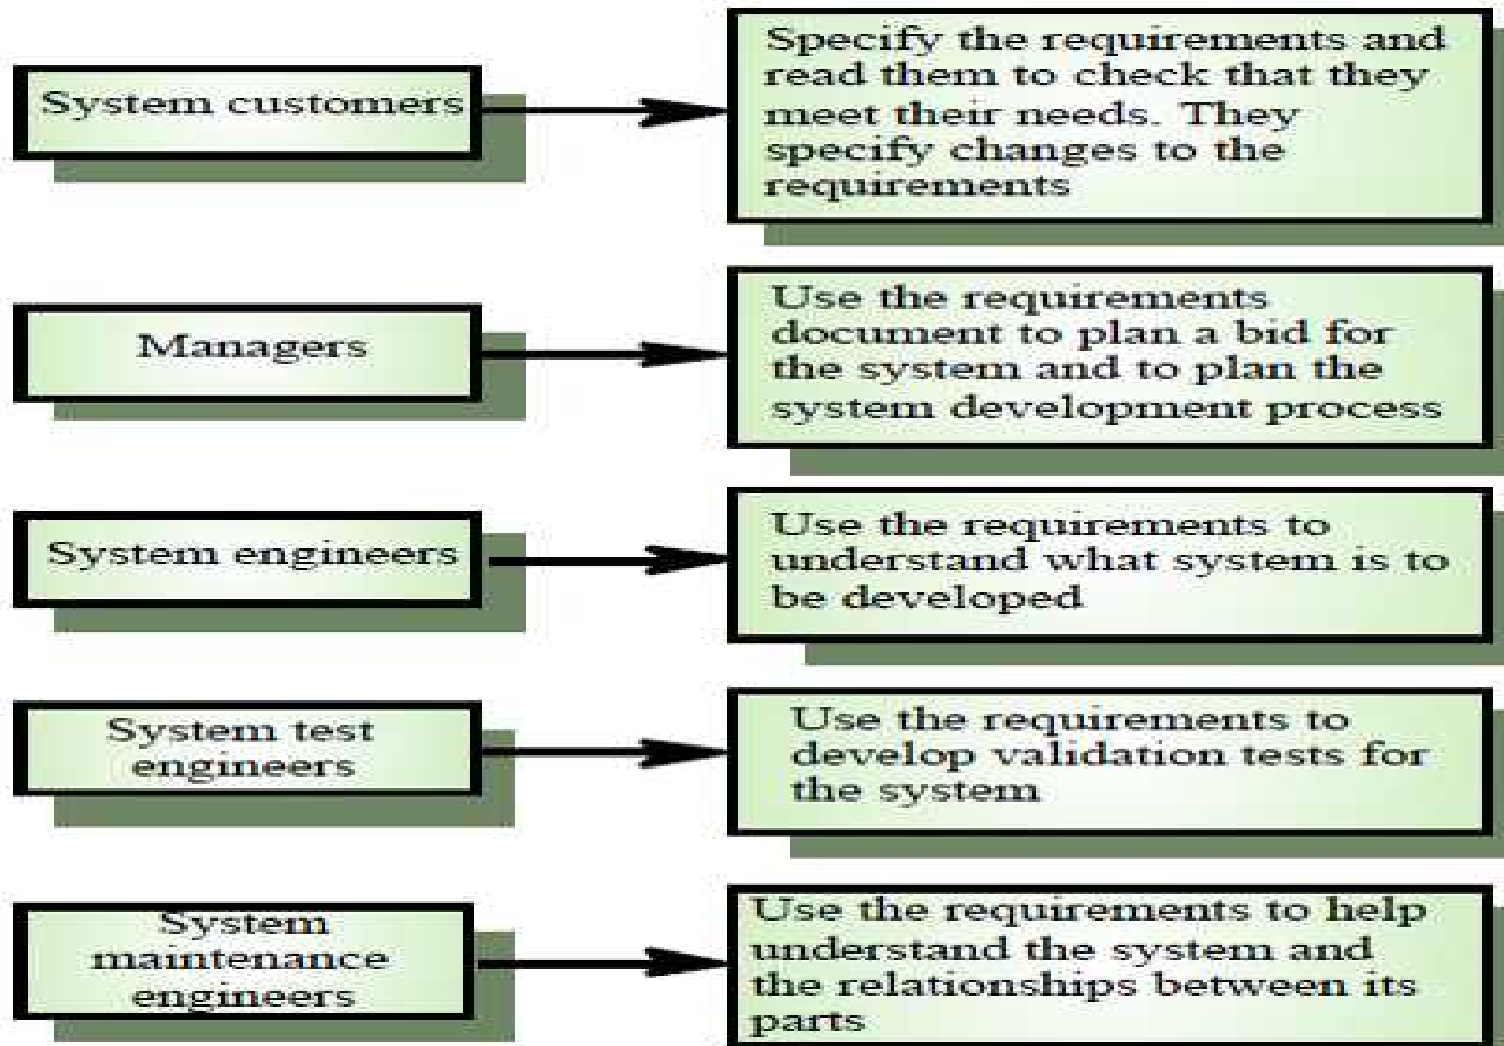 System customers
Specify the requirements and
read them to check that they
meet their needs. They
specify changes to the
requirements
Managers
Use the requirements
document to plan a bid for
the system and to plan the
system development process
System engineers
Use the requirements to
understand what system is to
be developed
System test
engineers
Use the requirements to
develop validation tests for
the system
System
maintenance
engineers
Use the requirements to help
understand the system and
the relationships between its
parts